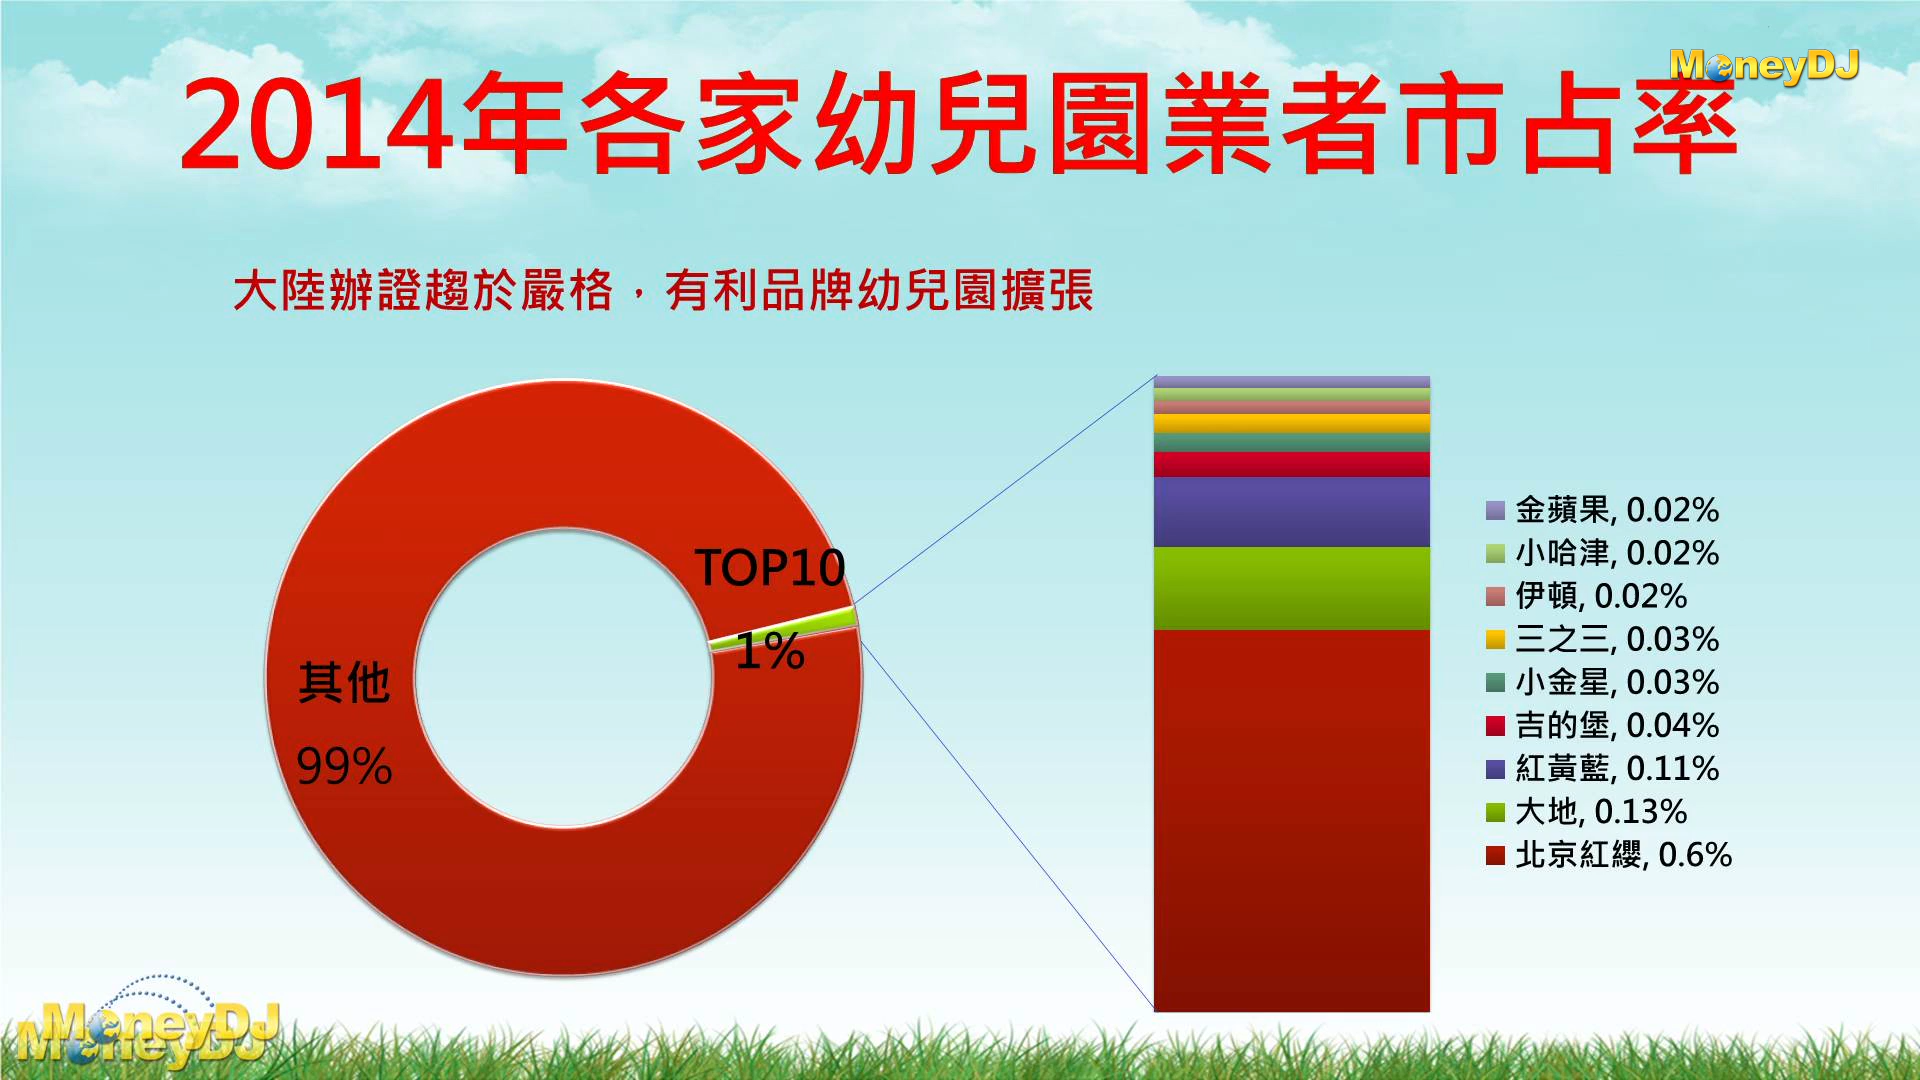 MoneyDJ
2014年各家幼兒園業者市占率
大陸辦證趨於嚴格，有利品牌幼兒園擴張
TOP10
1%
其他
99%
金蘋果, 0.02%
小哈津, 0.02%
伊頓, 0.02%
三之三, 0.03%
小金星, 0.03%
吉的堡, 0.04%
紅黃藍, 0.11%
大地, 0.13%
北京紅纓, 0.6%
MoneyDJ
MoneyDJ